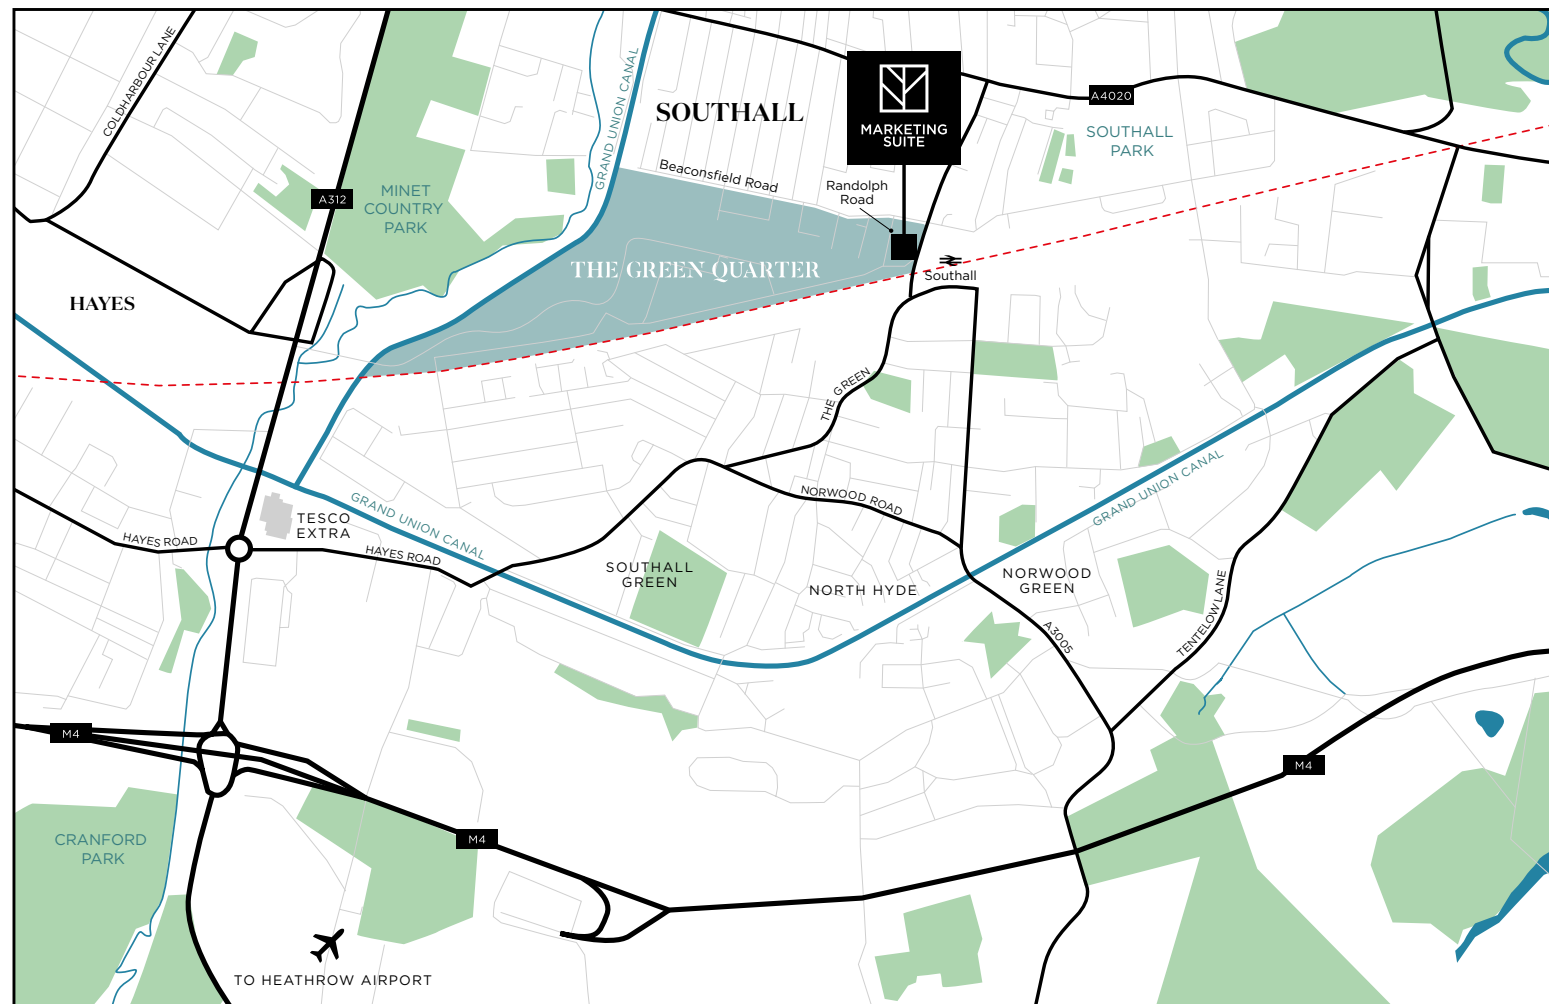 COLDHARBOUR LANE
GRAND UNION CANAL
SOUTHALL
MARKETING
SUITE
A4020
SOUTHALL
PARK
Beaconsfield Road
Randolph
Road
A312
MINET
COUNTRY
PARK
THE GREEN QUARTER
Southall
HAYES
THE GREEN
GRAND UNION CANAL
NORWOOD ROAD
GRAND UNION CANAL
TESCO
EXTRA
HAYES ROAD
HAYES ROAD
SOUTHALL
GREEN
NORTH HYDE
NORWOOD
GREEN
A3005
TENTELOW LANE
M4
M4
M4
CRANFORD
PARK
TO HEATHROW AIRPORT